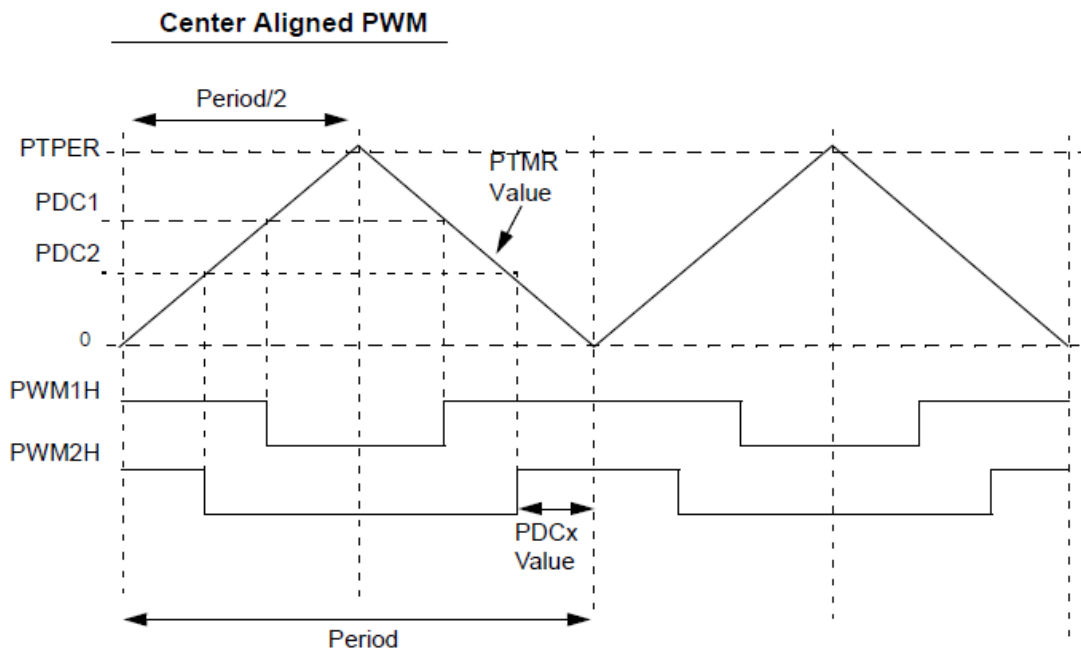 Center Aligned PWM
Period/2
PTPER
PTMR
Value
PDC1
PDC2
0
PWM1H
PWM2H
PDCx
Value
Period